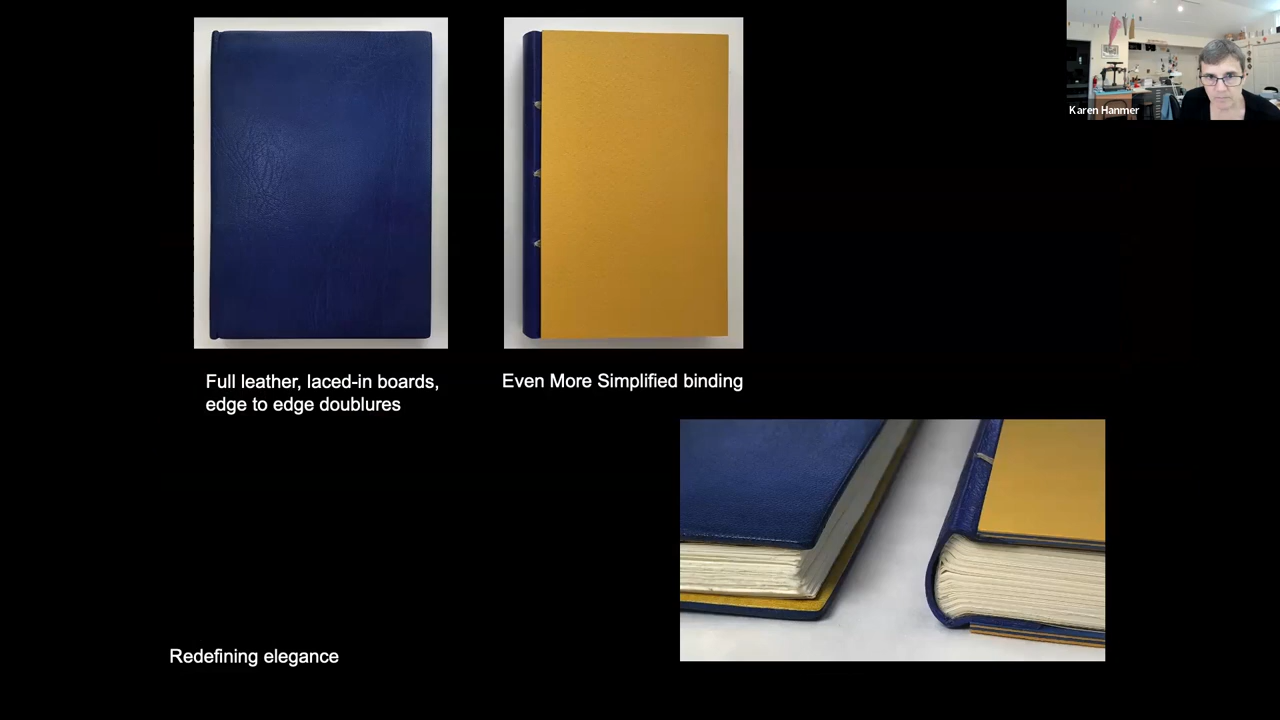 Karen Hanmer
Full leather, laced-in boards,
edge to edge doublures
Even More Simplified binding
Redefining elegance